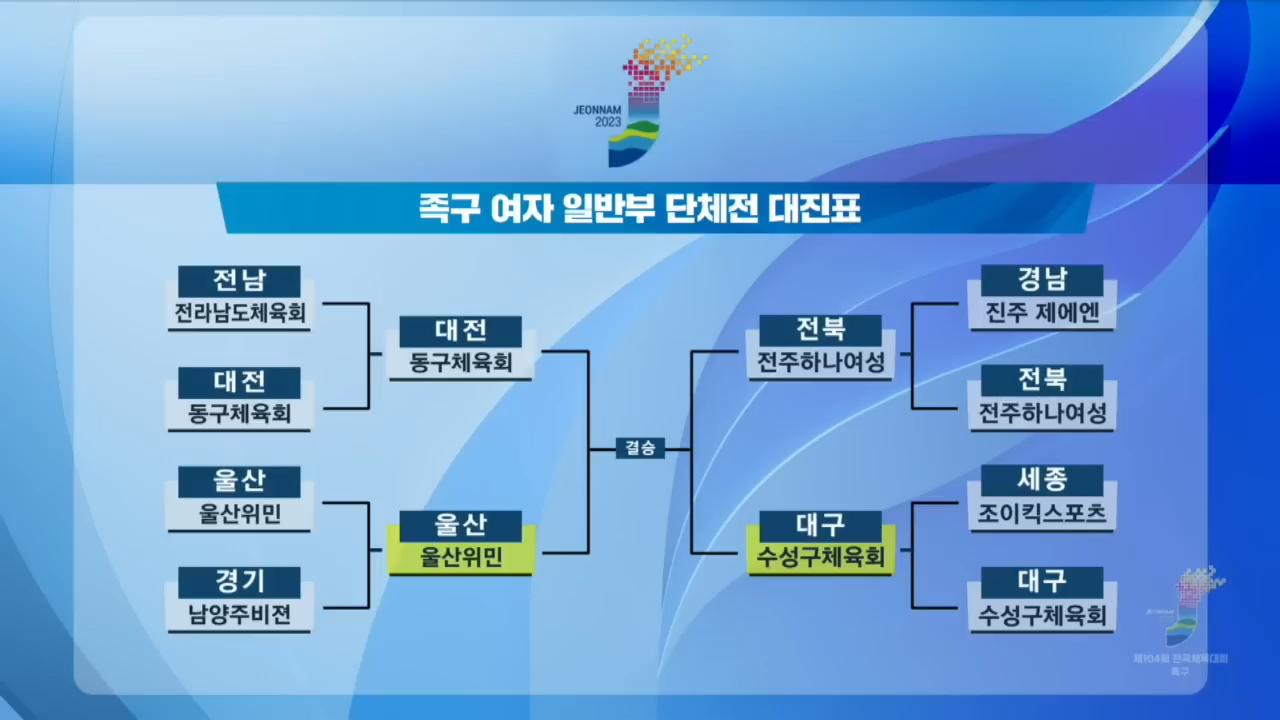 JEONNAM
2023
족구 여자 일반부 단체전 대진표
전남
전라남도체육회
대전
동구체육회
울산
울산위민
경기
남양주비젼
대전
동구체육회
울산
울산위민
결승
전북
전주하나여성
대구
수성구체육회
경남
진주 제에엔
전북
전주하나여성
세종
조이킥스포츠
대구
수성구체육회
JEONNAM
제104회 전국체육대회
족구